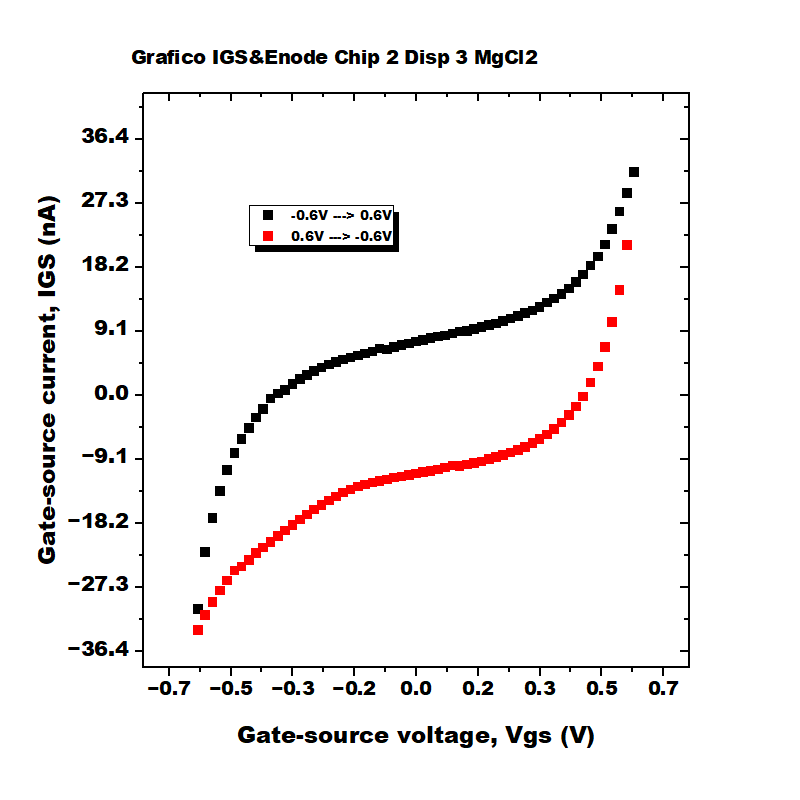 Grafico IGS&Enode Chip 2 Disp 3 MgCl2
36.4
27.3
18.2
9.1
0.0
−9.1
−18.2
−27.3
−36.4
Gate-source current, IGS (nA)
-0.6V ---> 0.6V
0.6V ---> -0.6V
−0.7 −0.5 −0.3 −0.2 0.0 0.2 0.3 0.5 0.7
Gate-source voltage, Vgs (V)